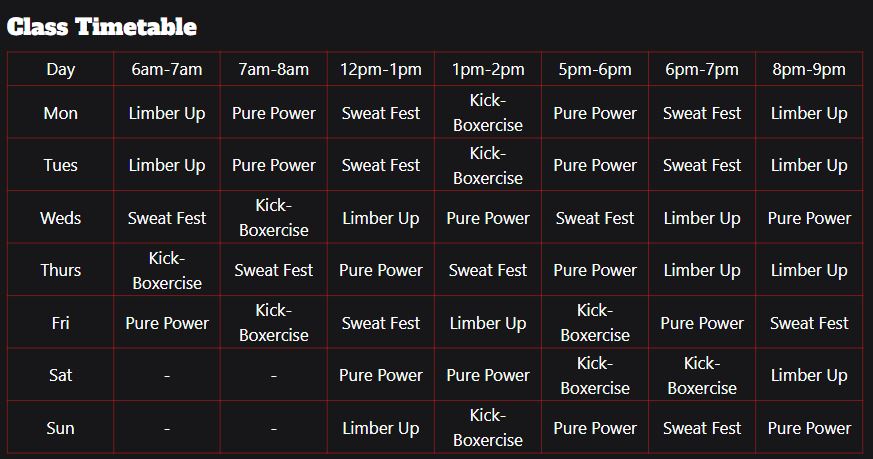 Class Timetable
Day 6am-7am 7am-8am 12pm-1pm 1pm-2pm 5pm-6pm 6pm-7pm 8pm-9pm
Mon Limber Up Pure Power Sweat Fest Kick-Boxercise Pure Power Sweat Fest Limber Up
Tues Limber Up Pure Power Sweat Fest Kick-Boxercise Pure Power Sweat Fest Limber Up
Weds Sweat Fest Kick-Boxercise Limber Up Pure Power Sweat Fest Limber Up Pure Power
Thurs Kick-Boxercise Sweat Fest Pure Power Sweat Fest Pure Power Limber Up Limber Up
Fri Pure Power Kick-Boxercise Sweat Fest Limber Up Kick-Boxercise Pure Power Sweat Fest
Sat - - Pure Power Pure Power Kick-Boxercise Kick-Boxercise Limber Up
Sun - - Limber Up Kick-Boxercise Pure Power Sweat Fest Pure Power